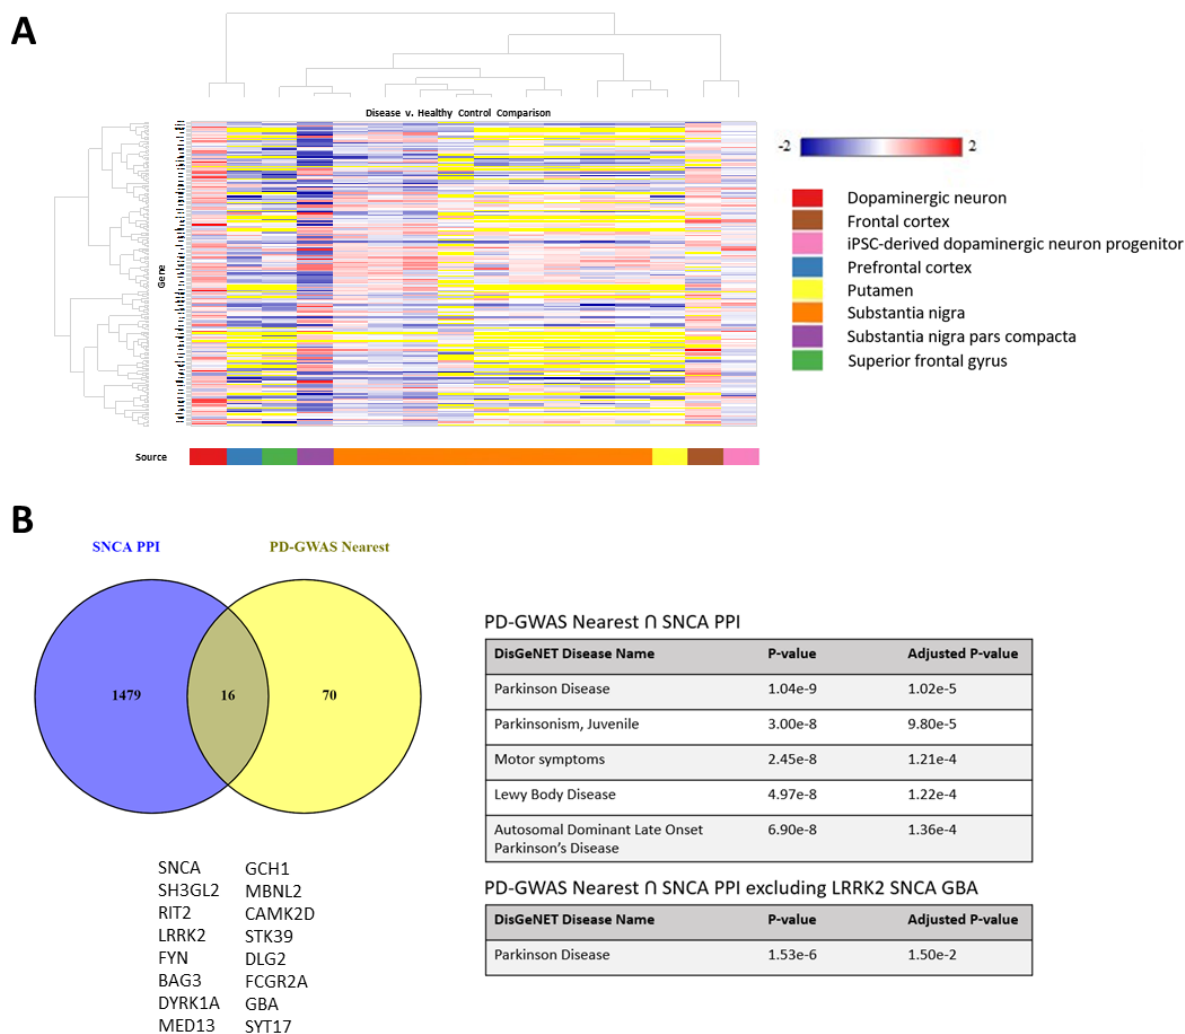 A
Disease v. Healthy Control Comparison
Gene
Source
-2
2
Dopaminergic neuron
Frontal cortex
iPSC-derived dopaminergic neuron progenitor
Prefrontal cortex
Putamen
Substantia nigra
Substantia nigra pars compacta
Superior frontal gyrus
B
SNCA PPI
PD-GWAS Nearest
1479
16
70
SNCA GCH1
SH3GL2 MBNL2
RIT2 CAMK2D
LRRK2 STK39
FYN DLG2
BAG3 FCGR2A
DYRK1A GBA
MED13 SYT17
PD-GWAS Nearest ∩ SNCA PPI
DisGeNET Disease Name P-value Adjusted P-value
Parkinson Disease 1.04e-9 1.02e-5
Parkinsonism, Juvenile 3.00e-8 9.80e-5
Motor symptoms 2.45e-8 1.21e-4
Lewy Body Disease 4.97e-8 1.22e-4
Autosomal Dominant Late Onset 6.90e-8 1.36e-4
Parkinson's Disease
PD-GWAS Nearest ∩ SNCA PPI excluding LRRK2 SNCA GBA
DisGeNET Disease Name P-value Adjusted P-value
Parkinson Disease 1.53e-6 1.50e-2